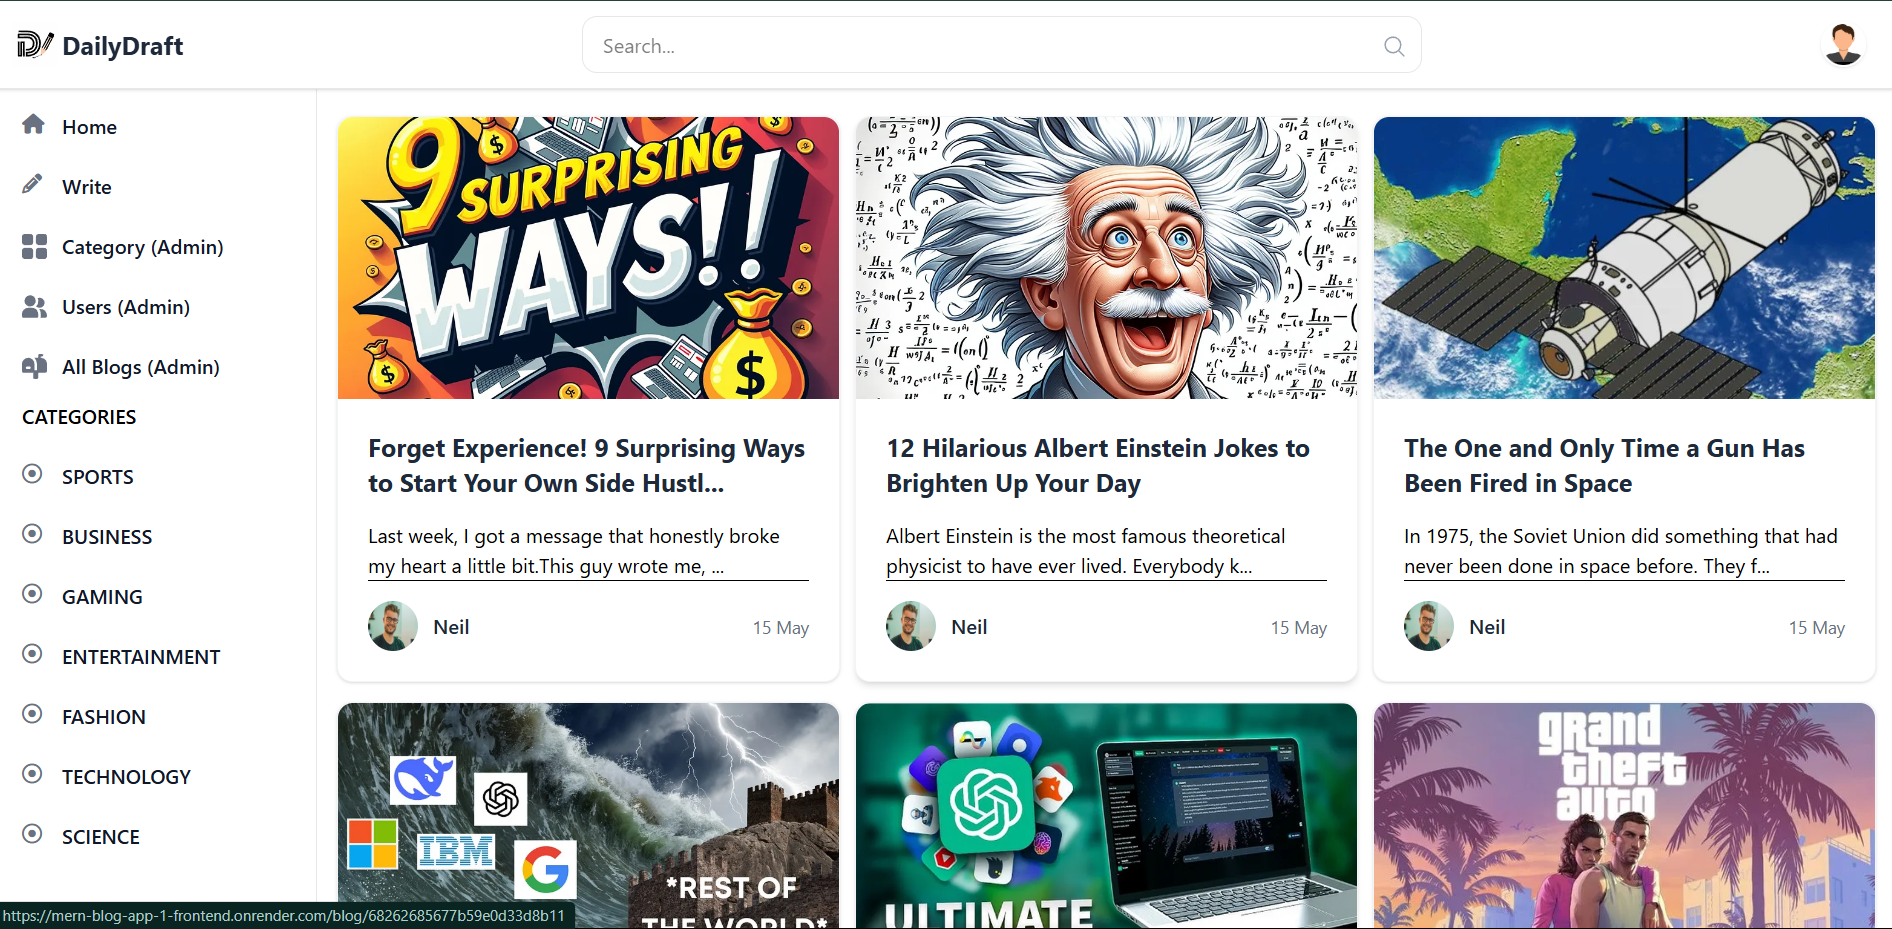 DailyDraft
Search...
Home
Write
Category (Admin)
Users (Admin)
All Blogs (Admin)
CATEGORIES
SPORTS
BUSINESS
GAMING
ENTERTAINMENT
FASHION
TECHNOLOGY
SCIENCE
9
SURPRISING
WAYS!!
Forget Experience! 9 Surprising Ways
to Start Your Own Side Hustl...
Last week, I got a message that honestly broke
my heart a little bit.This guy wrote me, ...
Neil
15 May
12 Hilarious Albert Einstein Jokes to
Brighten Up Your Day
Albert Einstein is the most famous theoretical
physicist to have ever lived. Everybody k...
Neil
15 May
The One and Only Time a Gun Has
Been Fired in Space
In 1975, the Soviet Union did something that had
never been done in space before. They f...
Neil
15 May
IBM
*REST OF
THE WORLD*
ULTIMATE
grand
theft
auto
https://mern-blog-app-1-frontend.onrender.com/blog/68262685677b59e0d33d8b11